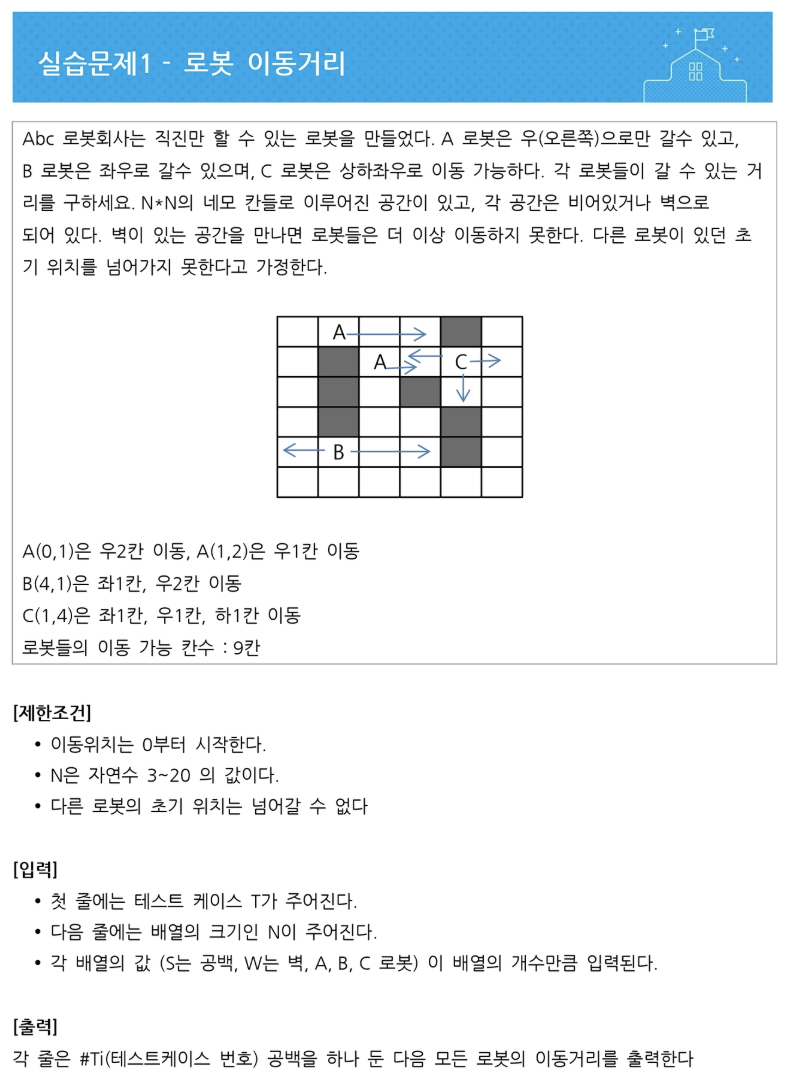 실습문제1 - 로봇 이동거리
Abc 로봇회사는 직진만 할 수 있는 로봇을 만들었다. A 로봇은 우(오른쪽)으로만 갈수 있고,
B 로봇은 좌우로 갈수 있으며, C 로봇은 상하좌우로 이동 가능하다. 각 로봇들이 갈 수 있는 거
리를 구하세요. N*N의 네모 칸들로 이루어진 공간이 있고, 각 공간은 비어있거나 벽으로
되어 있다. 벽이 있는 공간을 만나면 로봇들은 더 이상 이동하지 못한다. 다른 로봇이 있던 초
기 위치를 넘어가지 못한다고 가정한다.
A
A C
B
A(0,1)은 우2칸 이동, A(1,2)은 우1칸 이동
B(4,1)은 좌1칸, 우2칸 이동
C(1,4)은 좌1칸, 우1칸, 하1칸 이동
로봇들의 이동 가능 칸수 : 9칸
[제한조건]
• 이동위치는 0부터 시작한다.
• N은 자연수 3~20 의 값이다.
• 다른 로봇의 초기 위치는 넘어갈 수 없다
[입력]
• 첫 줄에는 테스트 케이스 T가 주어진다.
• 다음 줄에는 배열의 크기인 N이 주어진다.
• 각 배열의 값 (S는 공백, W는 벽, A, B, C 로봇) 이 배열의 개수만큼 입력된다.
[출력]
각 줄은 #Ti(테스트케이스 번호) 공백을 하나 둔 다음 모든 로봇의 이동거리를 출력한다